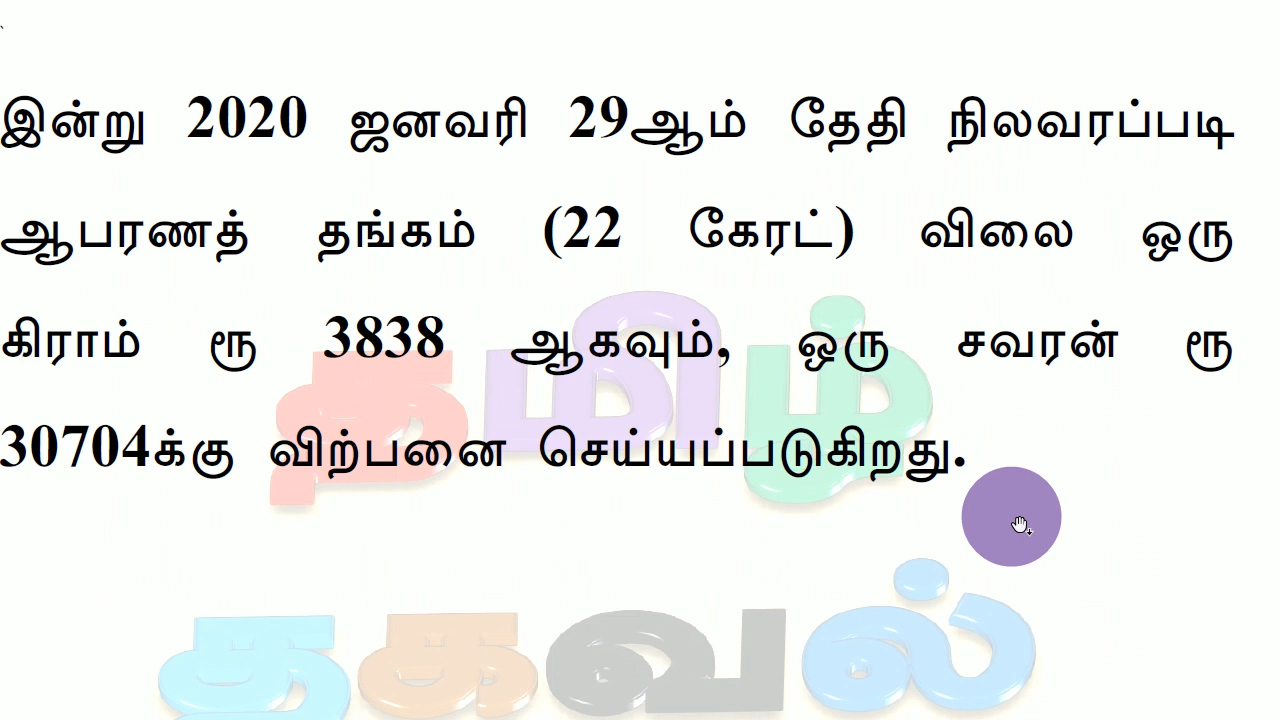 இன்று 2020 ஜனவரி 29ஆம் தேதி நிலவரப்படி
ஆபரணத் தங்கம் (22 கேரட்) விலை ஒரு
கிராம் ரூ 3838 ஆகவும், ஒரு சவரன் ரூ
30704க்கு விற்பனை செய்யப்படுகிறது.
தமிழ்
தகவல்